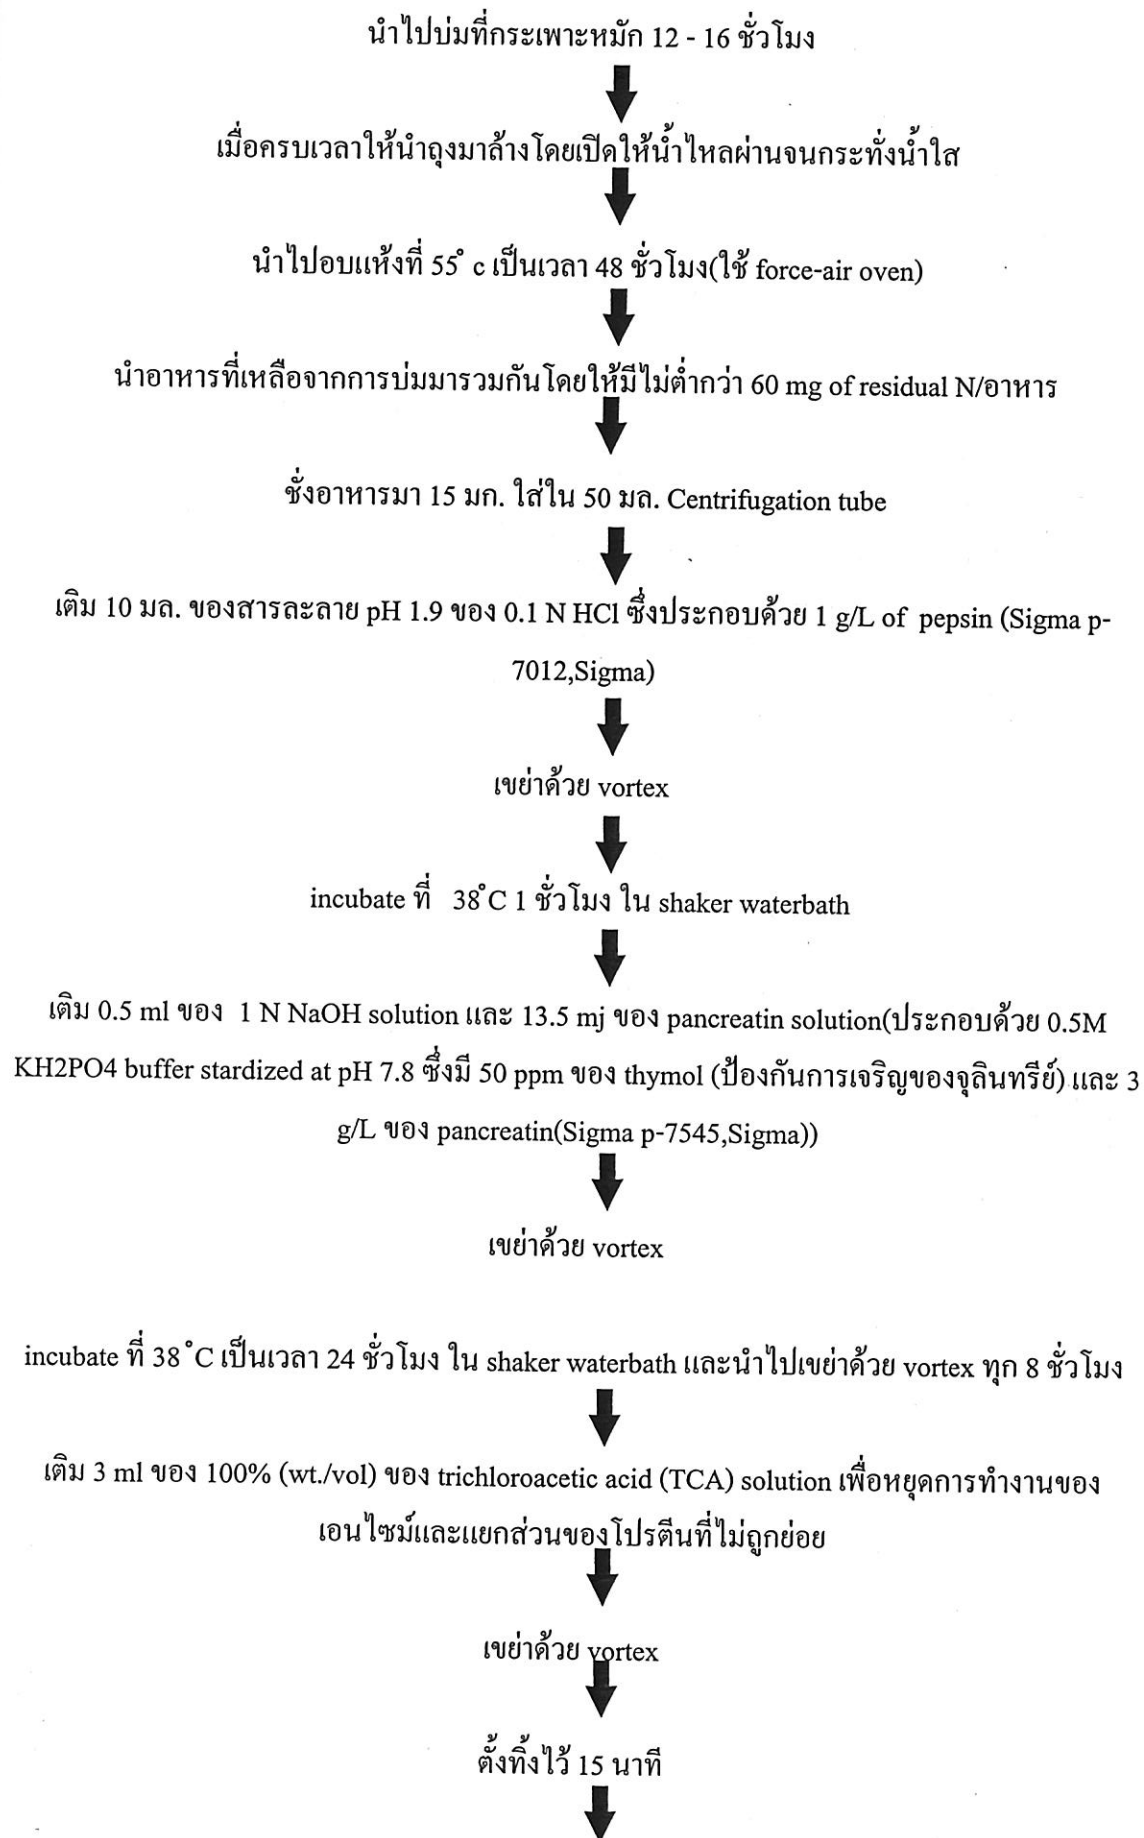 นำไปบ่มที่กระเพาะหมัก 12 - 16 ชั่วโมง
เมื่อครบเวลาให้นำถุงมาล้างโดยเปิดให้น้ำไหลผ่านจนกระทั่งน้ำใส
นำไปอบแห้งที่ 55° c เป็นเวลา 48 ชั่วโมง(ใช้ force-air oven)
นำอาหารที่เหลือจากการบ่มมารวมกันโดยให้มีไม่ต่ำกว่า 60 mg of residual N/อาหาร
ชั่งอาหารมา 15 มก. ใส่ใน 50 มล. Centrifugation tube
เติม 10 มล. ของสารละลาย pH 1.9 ของ 0.1 N HCl ซึ่งประกอบด้วย 1 g/L of pepsin (Sigma p-
7012,Sigma)
เขย่าด้วย vortex
incubate ที่ 38°C 1 ชั่วโมง ใน shaker waterbath
เติม 0.5 ml ของ 1 N NaOH solution และ 13.5 mj ของ pancreatin solution(ประกอบด้วย 0.5M
KH2PO4 buffer stardized at pH 7.8 ซึ่งมี 50 ppm ของ thymol (ป้องกันการเจริญของจุลินทรีย์) และ 3
g/L ของ pancreatin(Sigma p-7545,Sigma))
เขย่าด้วย vortex
incubate ที่ 38°C เป็นเวลา 24 ชั่วโมง ใน shaker waterbath และนำไปเขย่าด้วย vortex ทุก 8 ชั่วโมง
เติม 3 ml ของ 100% (wt./vol) ของ trichloroacetic acid (TCA) solution เพื่อหยุดการทำงานของ
เอนไซม์และแยกส่วนของโปรตีนที่ไม่ถูกย่อย
เขย่าด้วย vortex
ตั้งทิ้งไว้ 15 นาที